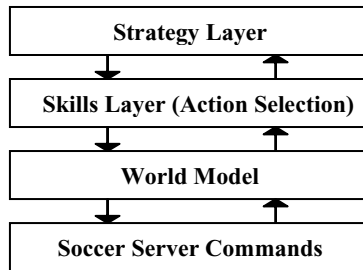 Strategy Layer
Skills Layer (Action Selection)
World Model
Soccer Server Commands